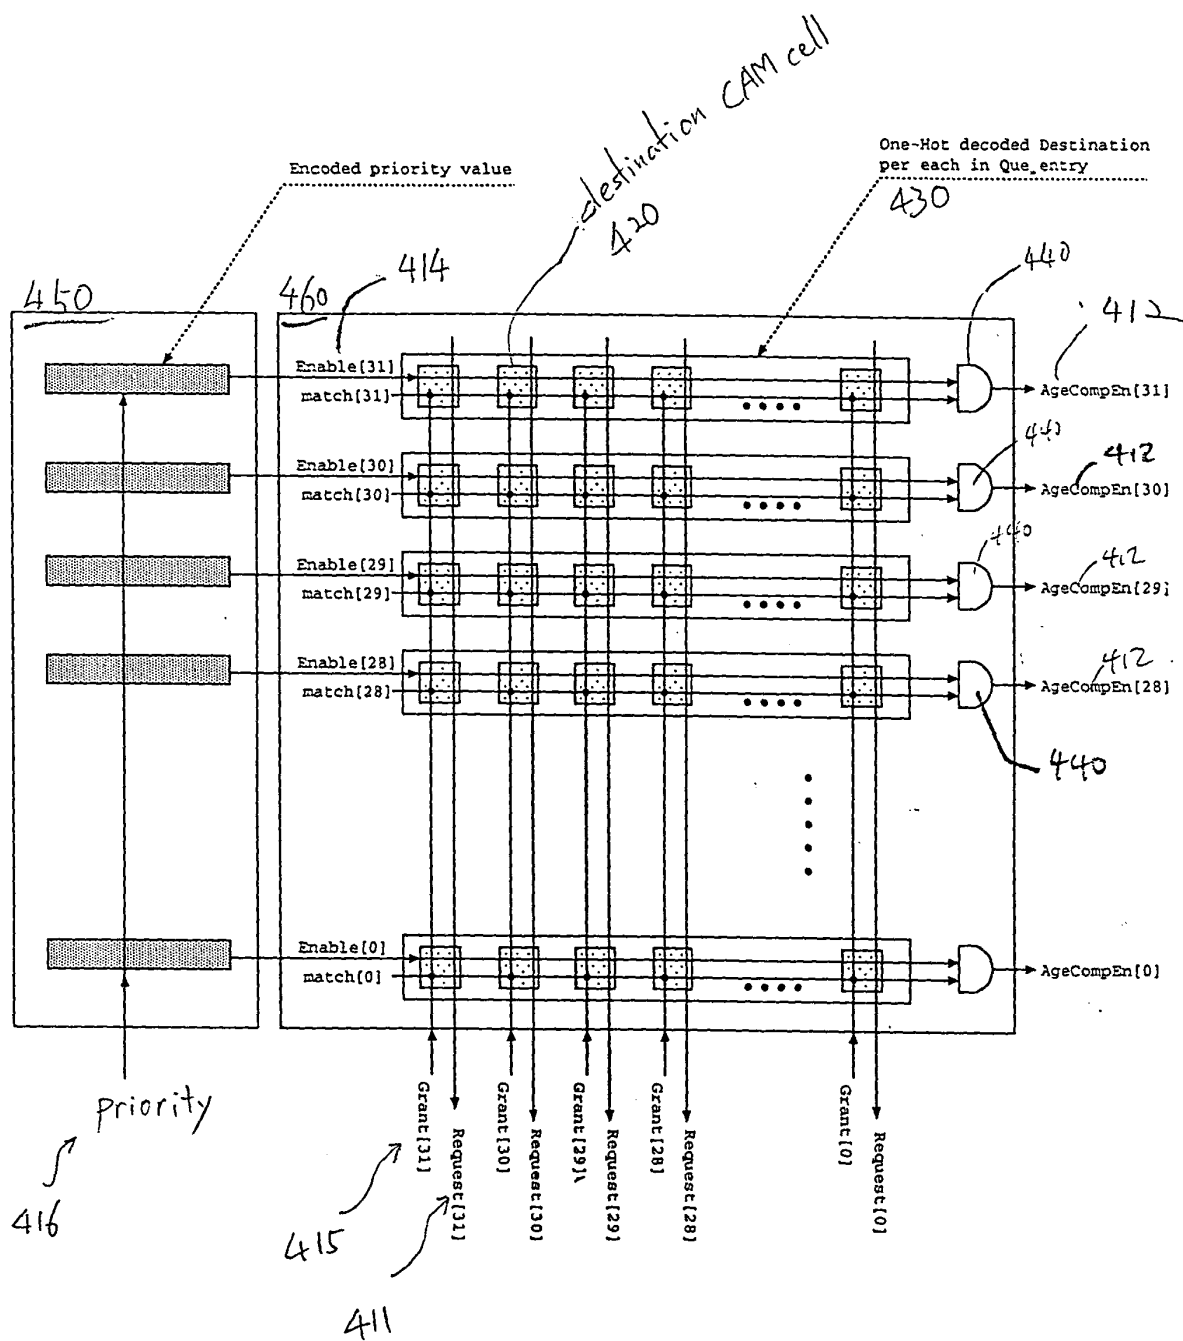 destination CAM cell
420
Encoded priority value
One-Hot decoded Destination
per each in Que_entry
430
450
460
414
440
412
Enable[31]
match[31]
AgeCompEn[31]
440
412
Enable[30]
match[30]
AgeCompEn[30]
440
412
Enable[29]
match[29]
AgeCompEn[29]
412
Enable[28]
match[28]
AgeCompEn[28]
440
Enable[0]
match[0]
AgeCompEn[0]
Grant[31]
Request[31]
Grant[30]
Request[30]
Grant[29]\
Request[29]
Grant[28]
Request[28]
Grant[0]
Request[0]
priority
416
415
411